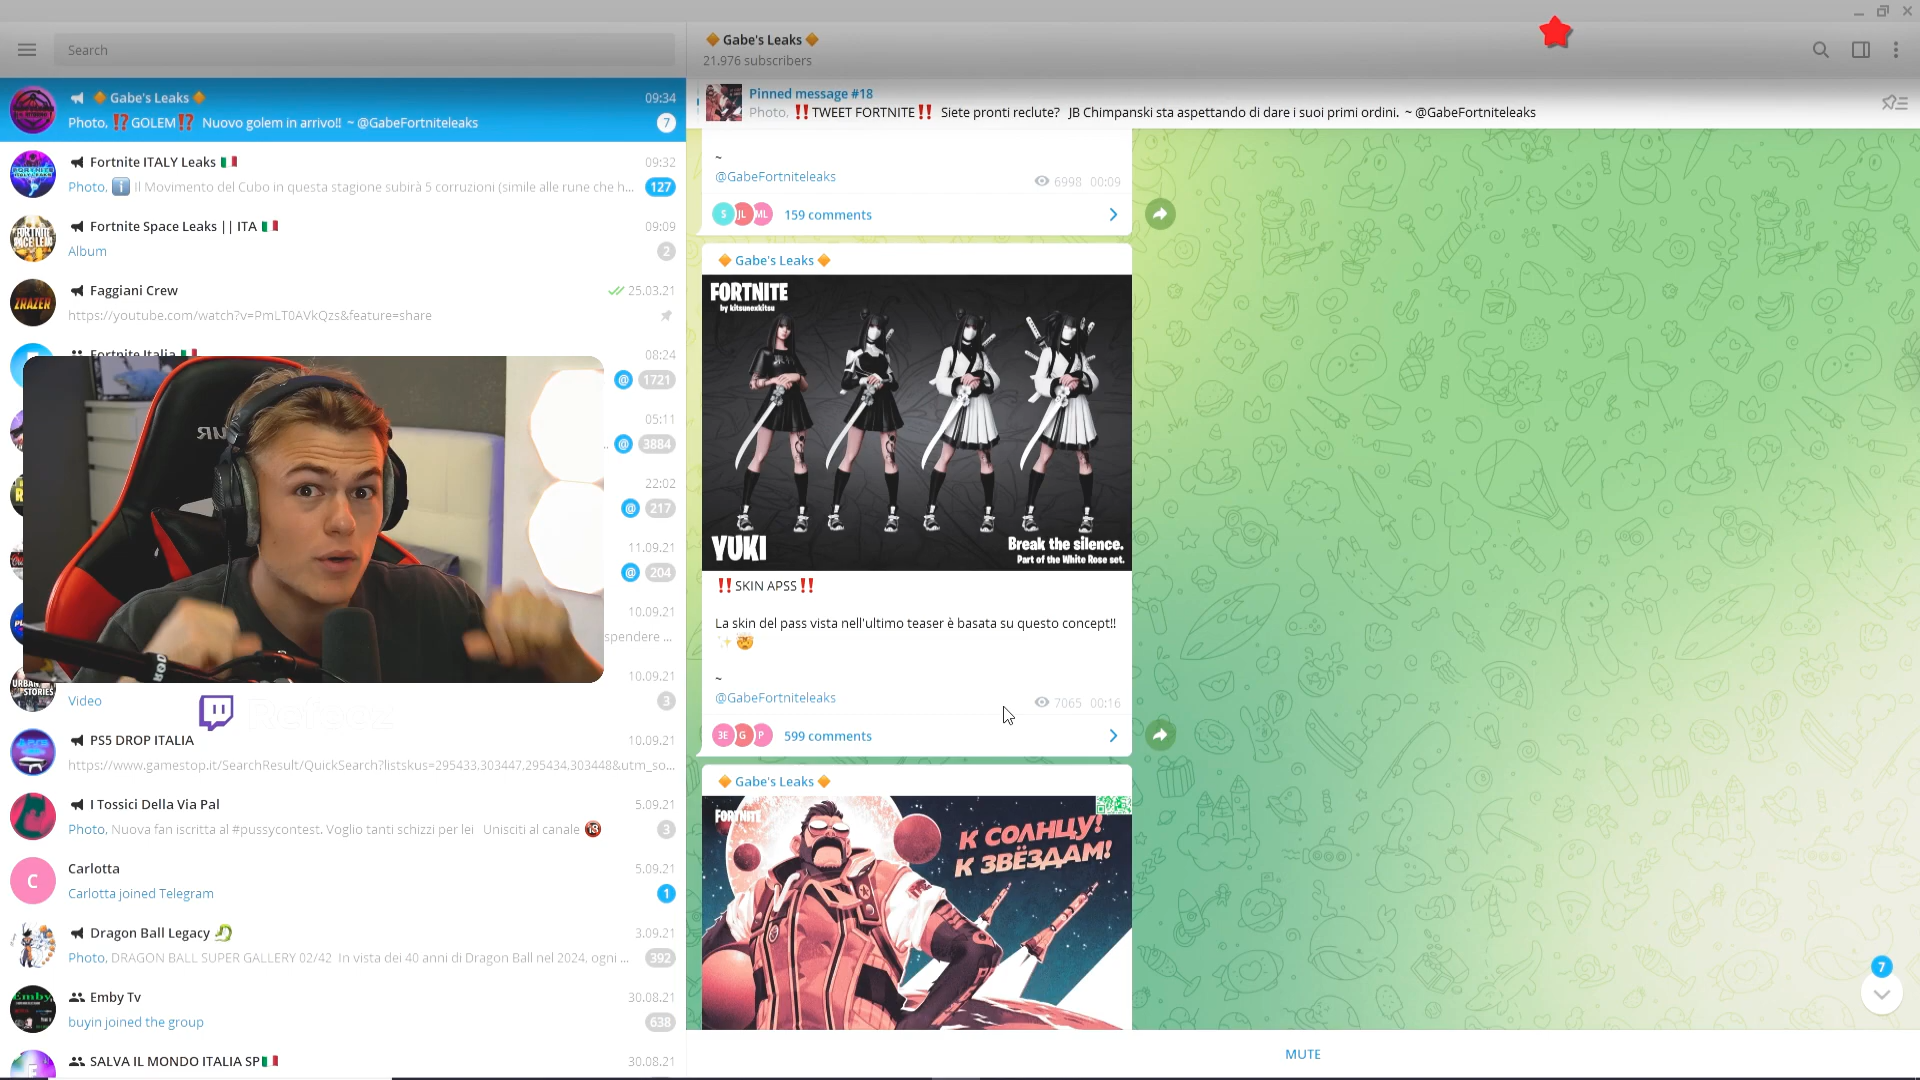 Search
Gabe's Leaks
21.976 subscribers
Gabe's Leaks
09:34
Photo, ⁉️GOLEM⁉️ Nuovo golem in arrivo!! ~ @GabeFortniteleaks
7
Fortnite ITALY Leaks
09:32
Photo, ℹ️ Il Movimento del Cubo in questa stagione subirà 5 corruzioni (simile alle rune che h...
127
Fortnite Space Leaks || ITA
09:09
Album
2
Faggiani Crew
25.03.21
https://youtube.com/watch?v=PmLT0AVkQzs&feature=share
Fortnite Italia
08:24
@ 1721
05:11
@ 3884
22:02
@ 217
11.09.21
@ 204
10.09.21
spendere ...
10.09.21
Video
3
PS5 DROP ITALIA
10.09.21
https://www.gamestop.it/SearchResult/QuickSearch?listskus=295433.303447.295434.303448&utm_so...
I Tossici Della Via Pal
5.09.21
Photo, Nuova fan iscritta al #pussycontest. Voglio tanti schizzi per lei Unisciti al canale 🔞
3
C
Carlotta
5.09.21
Carlotta joined Telegram
1
Dragon Ball Legacy
3.09.21
Photo, DRAGON BALL SUPER GALLERY 02/42 In vista dei 40 anni di Dragon Ball nel 2024, ogni ...
392
Emby Tv
30.08.21
buyin joined the group
638
SALVA IL MONDO ITALIA SP
30.08.21
Pinned message #18
Photo, ‼️TWEET FORTNITE‼️ Siete pronti reclute? JB Chimpanski sta aspettando di dare i suoi primi ordini. ~ @GabeFortniteleaks
~
@GabeFortniteleaks
6998 00:09
S JL ML 159 comments
Gabe's Leaks
FORTNITE
by kitsunexkitsu
YUKI
Break the silence.
Part of the White Rose set.
‼️SKIN APSS‼️
La skin del pass vista nell'ultimo teaser è basata su questo concept!!
~
@GabeFortniteleaks
7065 00:16
3E G P 599 comments
Gabe's Leaks
FORTNITE
К СОЛНЦУ!
К ЗВЁЗДАМ!
7
MUTE